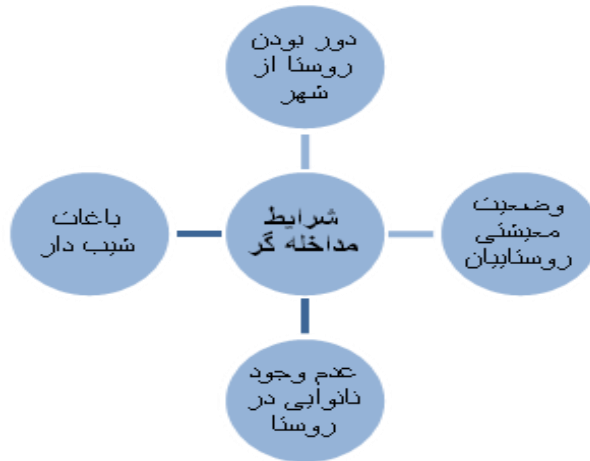 دور بودن
روستا از
شهر
شرایط
مداخله گر
وضعیت
معیشتی
روستاییان
باغات
شیب دار
عدم وجود
نانوایی در
روستا